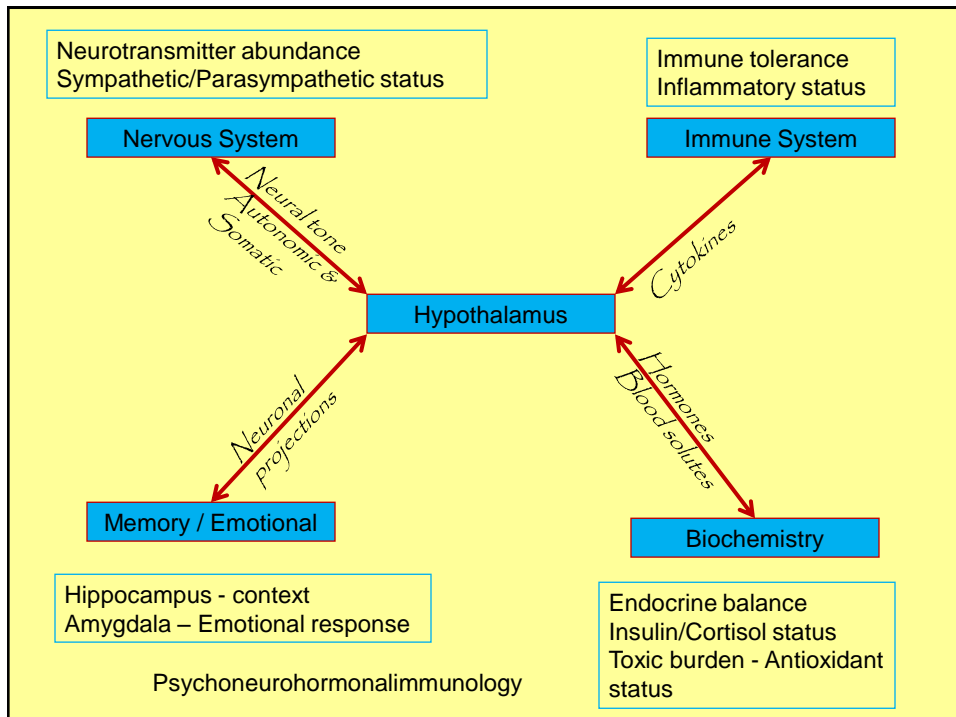 Neurotransmitter abundance
Sympathetic/Parasympathetic status
Immune tolerance
Inflammatory status
Nervous System
Immune System
Neural tone
Autonomic &
Somatic
Cytokines
Hypothalamus
Neuronal
projections
Hormones
Blood solutes
Memory / Emotional
Biochemistry
Hippocampus - context
Amygdala – Emotional response
Endocrine balance
Insulin/Cortisol status
Toxic burden - Antioxidant
status
Psychoneurohormonalimmunology